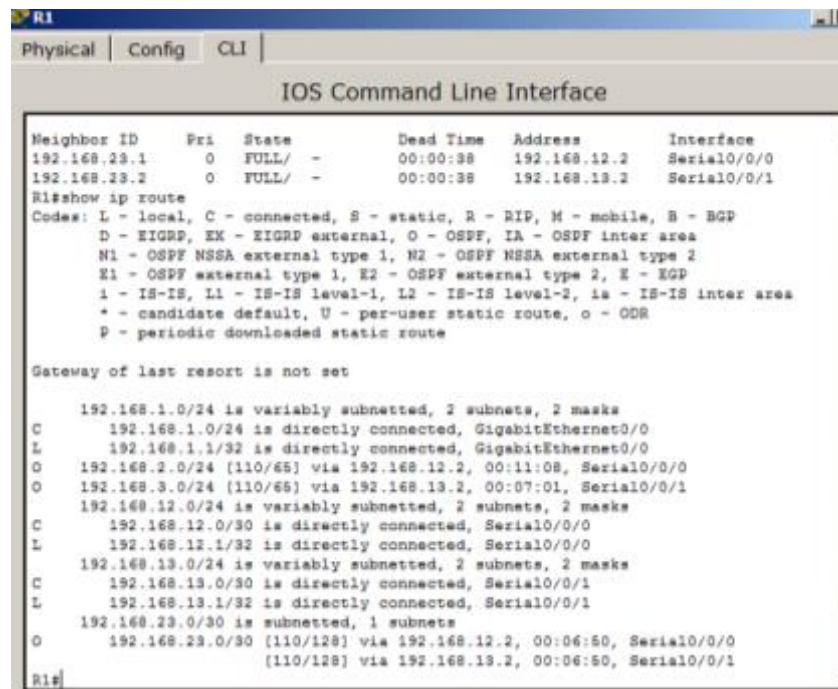 R1
Physical Config CLI
IOS Command Line Interface
Neighbor ID Pri State Dead Time Address Interface
192.168.23.1 0 FULL/ - 00:00:38 192.168.12.2 Serial0/0/0
192.168.23.2 0 FULL/ - 00:00:38 192.168.13.2 Serial0/0/1
R1#show ip route
Codes: L - local, C - connected, S - static, R - RIP, M - mobile, B - BGP
D - EIGRP, EX - EIGRP external, O - OSPF, IA - OSPF inter area
N1 - OSPF NSSA external type 1, N2 - OSPF NSSA external type 2
E1 - OSPF external type 1, E2 - OSPF external type 2, E - EGP
i - IS-IS, L1 - IS-IS level-1, L2 - IS-IS level-2, ia - IS-IS inter area
* - candidate default, U - per-user static route, o - ODR
P - periodic downloaded static route
Gateway of last resort is not set
192.168.1.0/24 is variably subnetted, 2 subnets, 2 masks
C 192.168.1.0/24 is directly connected, GigabitEthernet0/0
L 192.168.1.1/32 is directly connected, GigabitEthernet0/0
O 192.168.2.0/24 [110/65] via 192.168.12.2, 00:11:08, Serial0/0/0
O 192.168.3.0/24 [110/65] via 192.168.13.2, 00:07:01, Serial0/0/1
192.168.12.0/24 is variably subnetted, 2 subnets, 2 masks
C 192.168.12.0/30 is directly connected, Serial0/0/0
L 192.168.12.1/32 is directly connected, Serial0/0/0
192.168.13.0/24 is variably subnetted, 2 subnets, 2 masks
C 192.168.13.0/30 is directly connected, Serial0/0/1
L 192.168.13.1/32 is directly connected, Serial0/0/1
192.168.23.0/30 is subnetted, 1 subnets
O 192.168.23.0/30 [110/128] via 192.168.12.2, 00:06:50, Serial0/0/0
[110/128] via 192.168.13.2, 00:06:50, Serial0/0/1
R1#